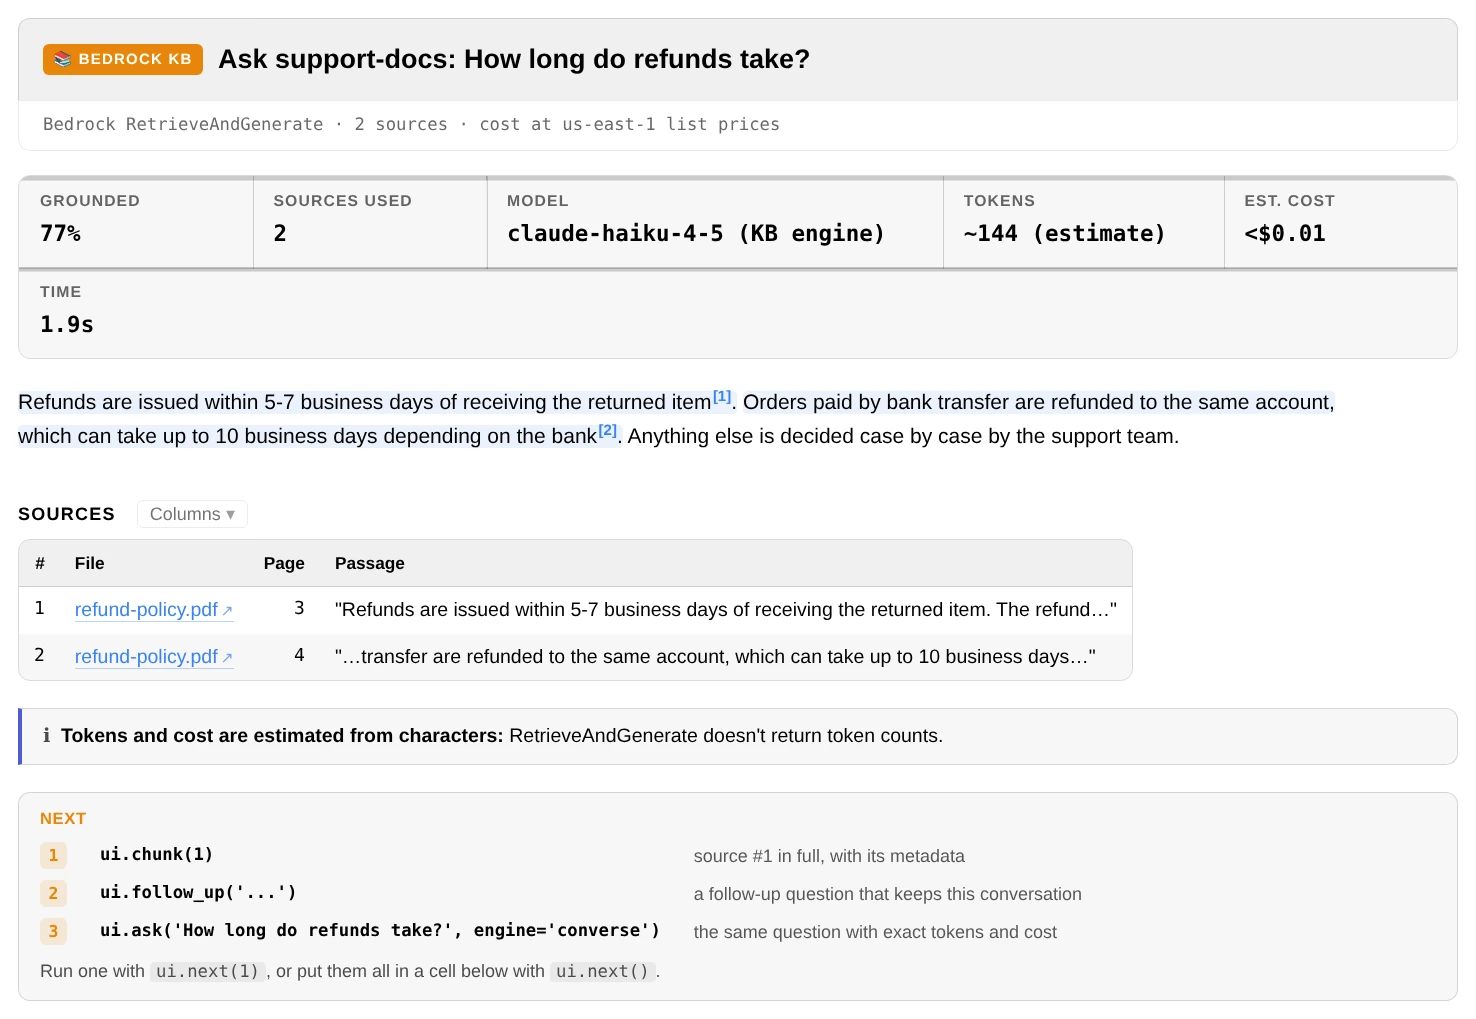 📚 BEDROCK KB Ask support-docs: How long do refunds take?
Bedrock RetrieveAndGenerate · 2 sources · cost at us-east-1 list prices
GROUNDED SOURCES USED MODEL TOKENS EST. COST
77% 2 claude-haiku-4-5 (KB engine) ~144 (estimate) <$0.01
TIME
1.9s
Refunds are issued within 5-7 business days of receiving the returned item[1]. Orders paid by bank transfer are refunded to the same account,
which can take up to 10 business days depending on the bank[2]. Anything else is decided case by case by the support team.
SOURCES Columns ▾
# File Page Passage
1 refund-policy.pdf ↗ 3 "Refunds are issued within 5-7 business days of receiving the returned item. The refund…"
2 refund-policy.pdf ↗ 4 "…transfer are refunded to the same account, which can take up to 10 business days…"
ℹ Tokens and cost are estimated from characters: RetrieveAndGenerate doesn't return token counts.
NEXT
1 ui.chunk(1) source #1 in full, with its metadata
2 ui.follow_up('...') a follow-up question that keeps this conversation
3 ui.ask('How long do refunds take?', engine='converse') the same question with exact tokens and cost
Run one with ui.next(1), or put them all in a cell below with ui.next().